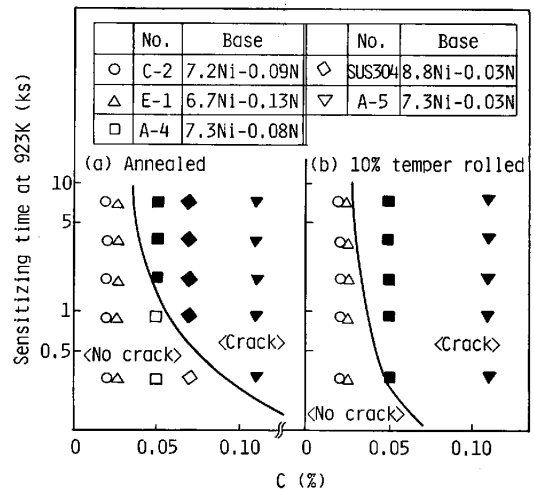 No. Base No. Base
○ C-2 7.2Ni-0.09N ◇ SUS304 8.8Ni-0.03N
△ E-1 6.7Ni-0.13N ▼ A-5 7.3Ni-0.03N
□ A-4 7.3Ni-0.08N
(a) Annealed (b) 10% temper rolled
Sensitizing time at 923K (ks)
10
5
1
0.5
<No crack> <Crack> <Crack>
<No crack>
0 0.05 0.10 0 0.05 0.10
C (%)